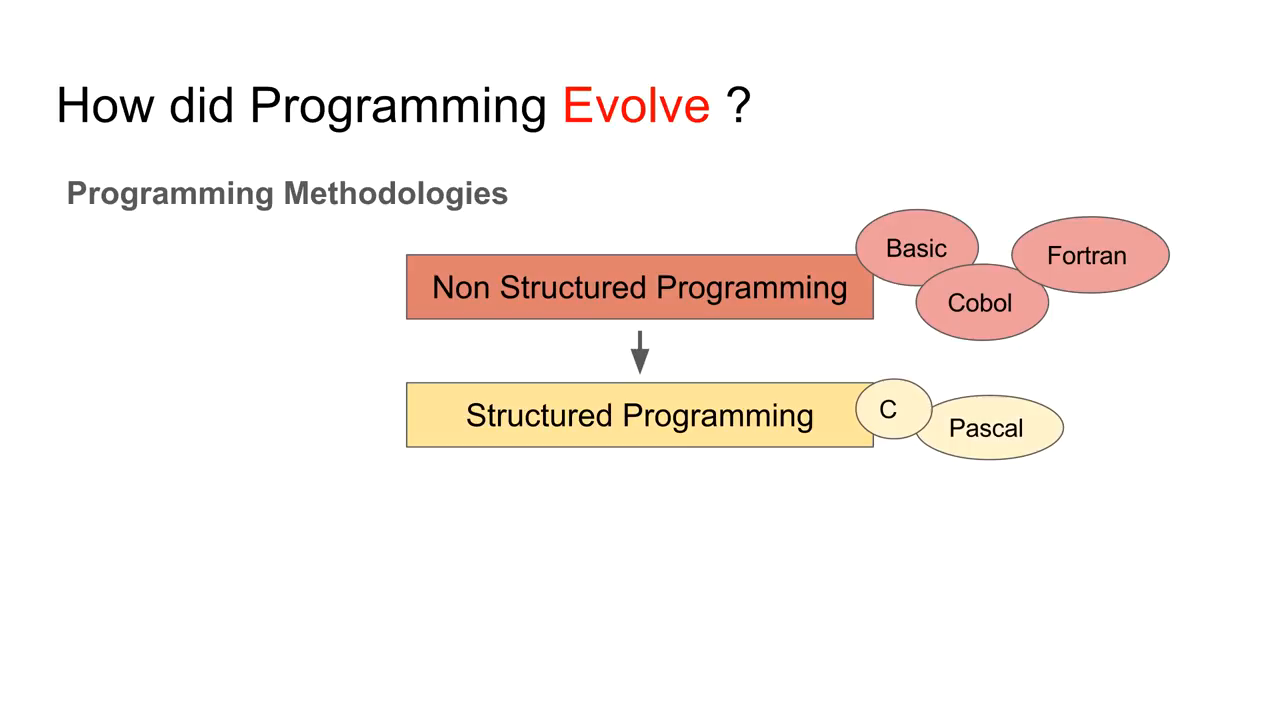 How did Programming Evolve ?
Programming Methodologies
Non Structured Programming
Basic
Cobol
Fortran
Structured Programming
C
Pascal